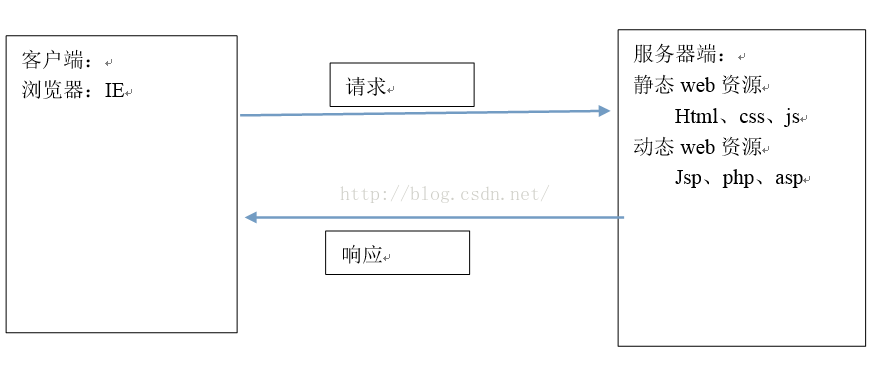 客户端：
浏览器：IE
请求
响应
服务器端：
静态 web 资源
Html、css、js
动态 web 资源
Jsp、php、asp
http://blog.csdn.net/